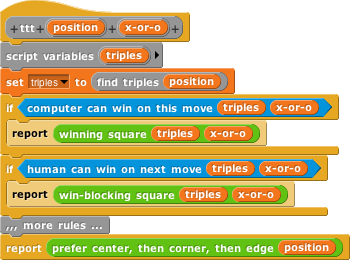 + ttt + position + x-or-o +
script variables triples
set triples to find triples position
if computer can win on this move triples x-or-o
report winning square triples x-or-o
if human can win on next move triples x-or-o
report win-blocking square triples x-or-o
,,, more rules ...
report prefer center, then corner, then edge position